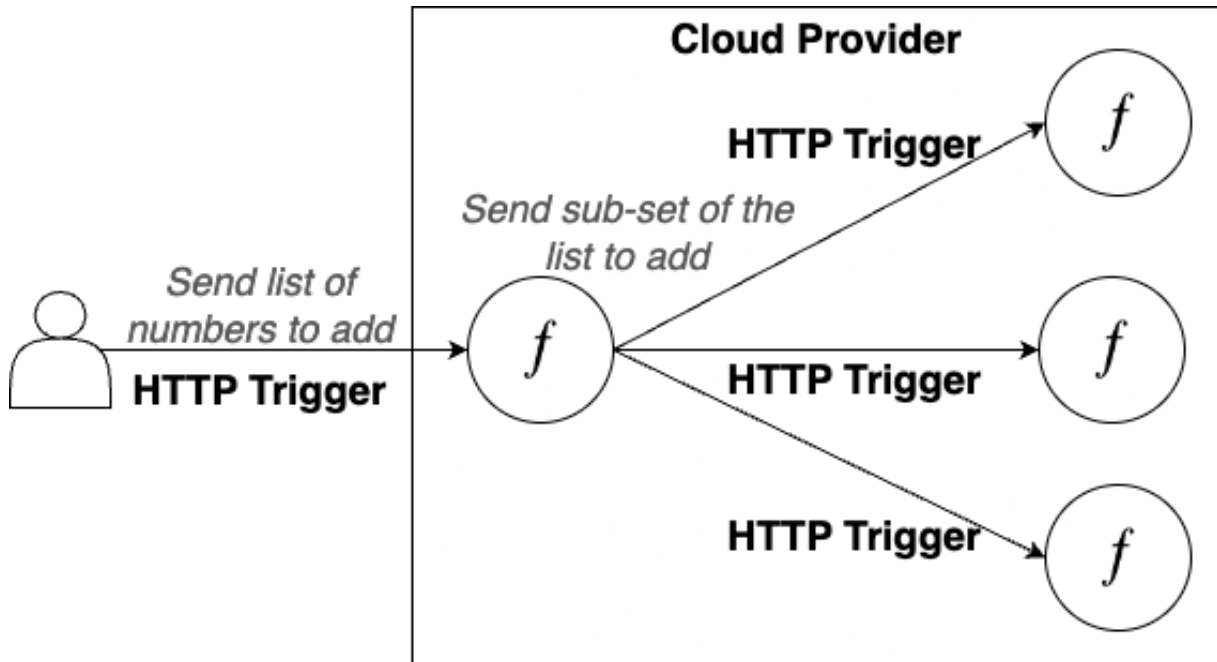 Cloud Provider
HTTP Trigger
f
Send sub-set of the
list to add
Send list of
numbers to add
HTTP Trigger
f
HTTP Trigger
f
HTTP Trigger
f